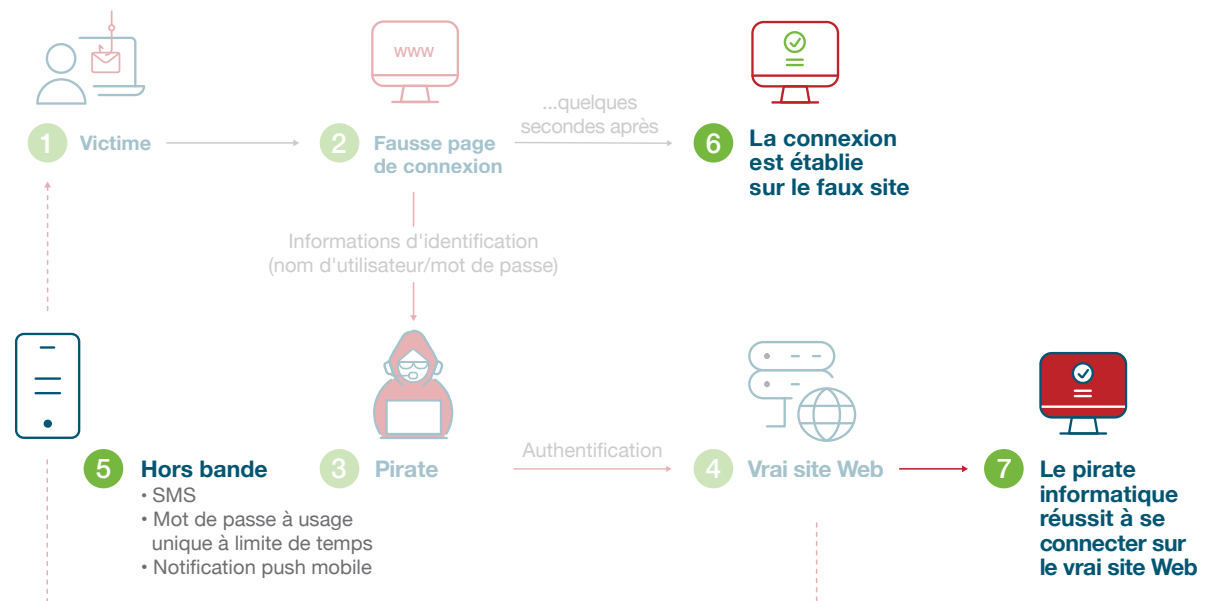 www
1 Victime
2 Fausse page
de connexion
...quelques
secondes après
6 La connexion
est établie
sur le faux site
Informations d'identification
(nom d'utilisateur/mot de passe)
5 Hors bande
• SMS
• Mot de passe à usage
unique à limite de temps
• Notification push mobile
3 Pirate
Authentification
4 Vrai site Web
7 Le pirate
informatique
réussit à se
connecter sur
le vrai site Web